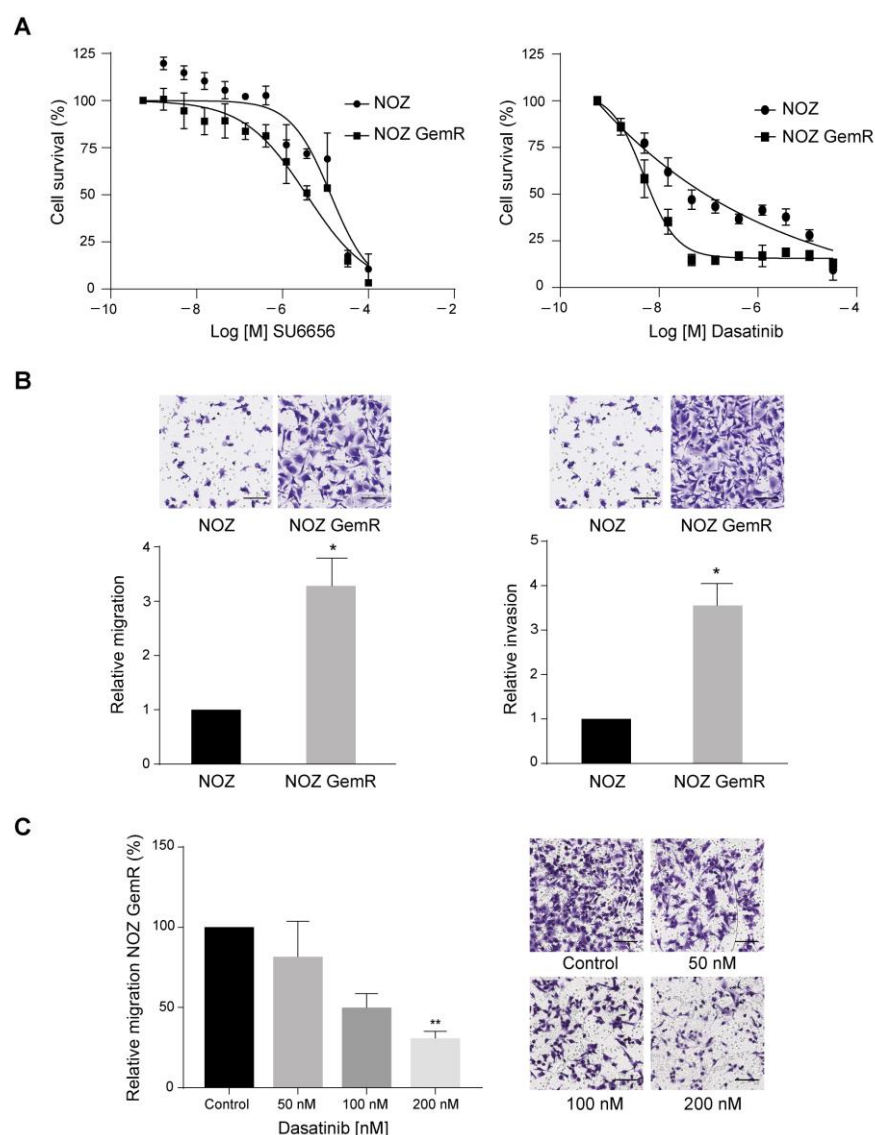 A
Cell survival (%)
125
100
75
50
25
0
−10
−8
−6
−4
−2
Log [M] SU6656
NOZ
NOZ GemR
Cell survival (%)
125
100
75
50
25
0
−10
−8
−6
−4
Log [M] Dasatinib
NOZ
NOZ GemR
B
NOZ
NOZ GemR
Relative migration
4
3
2
1
0
*
NOZ
NOZ GemR
NOZ
NOZ GemR
Relative invasion
5
4
3
2
1
0
*
NOZ
NOZ GemR
C
Relative migration NOZ GemR (%)
150
100
50
0
**
Control
50 nM
100 nM
200 nM
Dasatinib [nM]
Control
50 nM
100 nM
200 nM